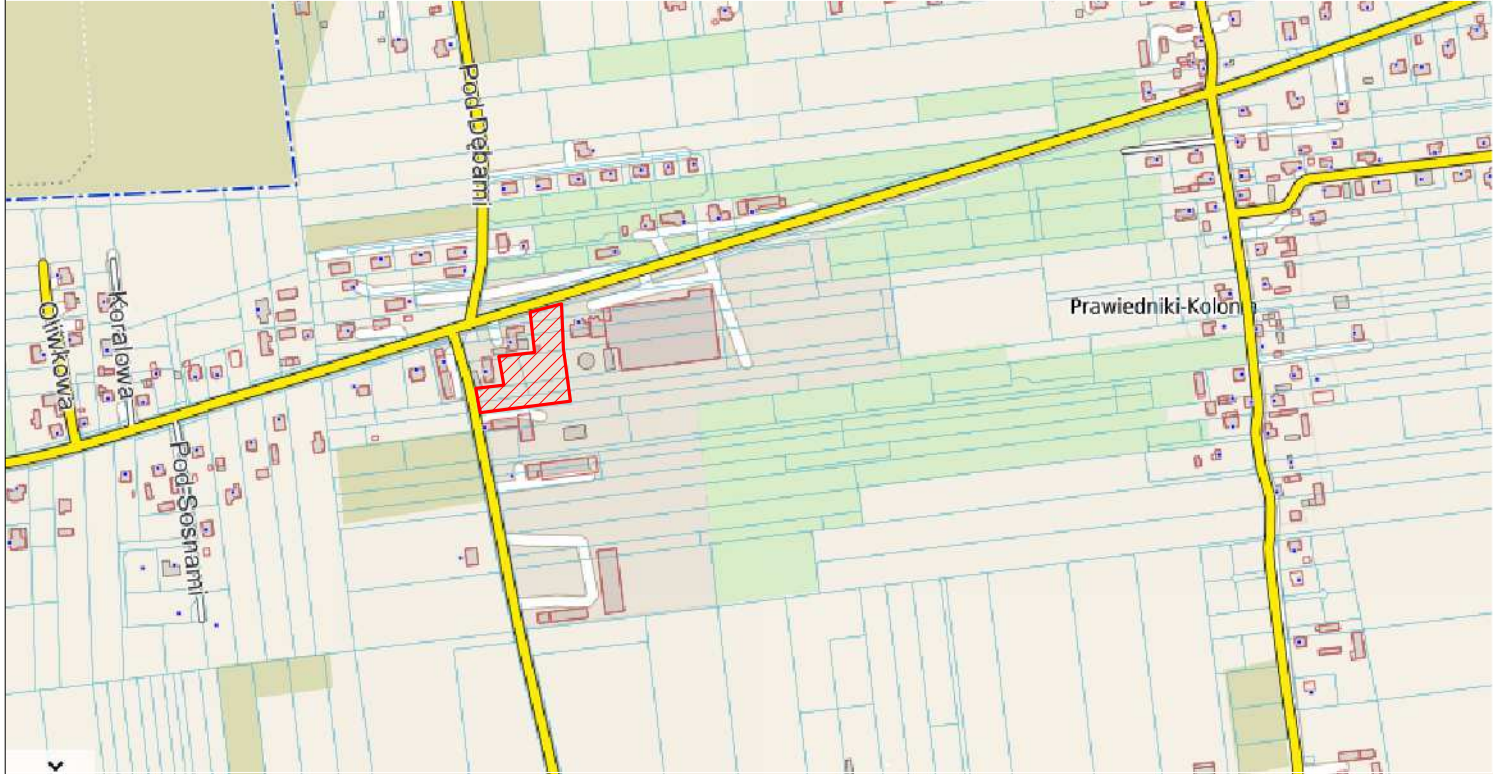 Pod Dębami
Prawiedniki-Kolonia
Koralowa
Oliwkowa
Pod Sosnami